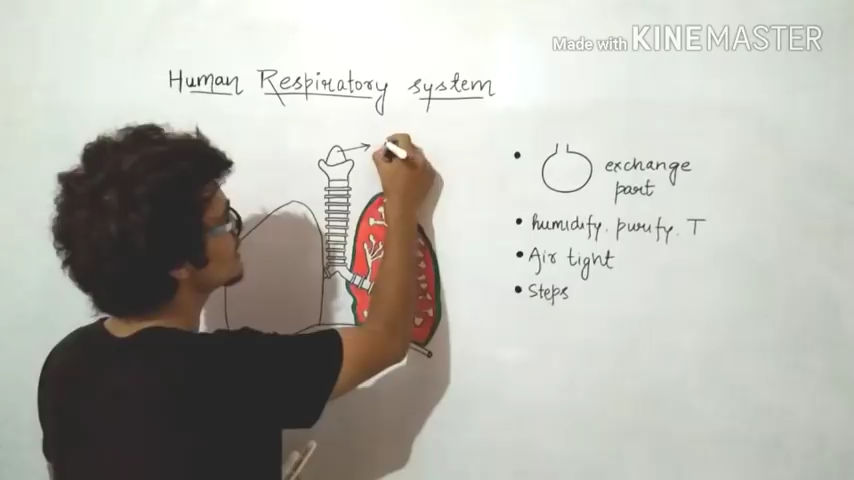 Made with KINEMASTER
Human Respiratory system
exchange
part
humidify, purify, T
Air tight
Steps